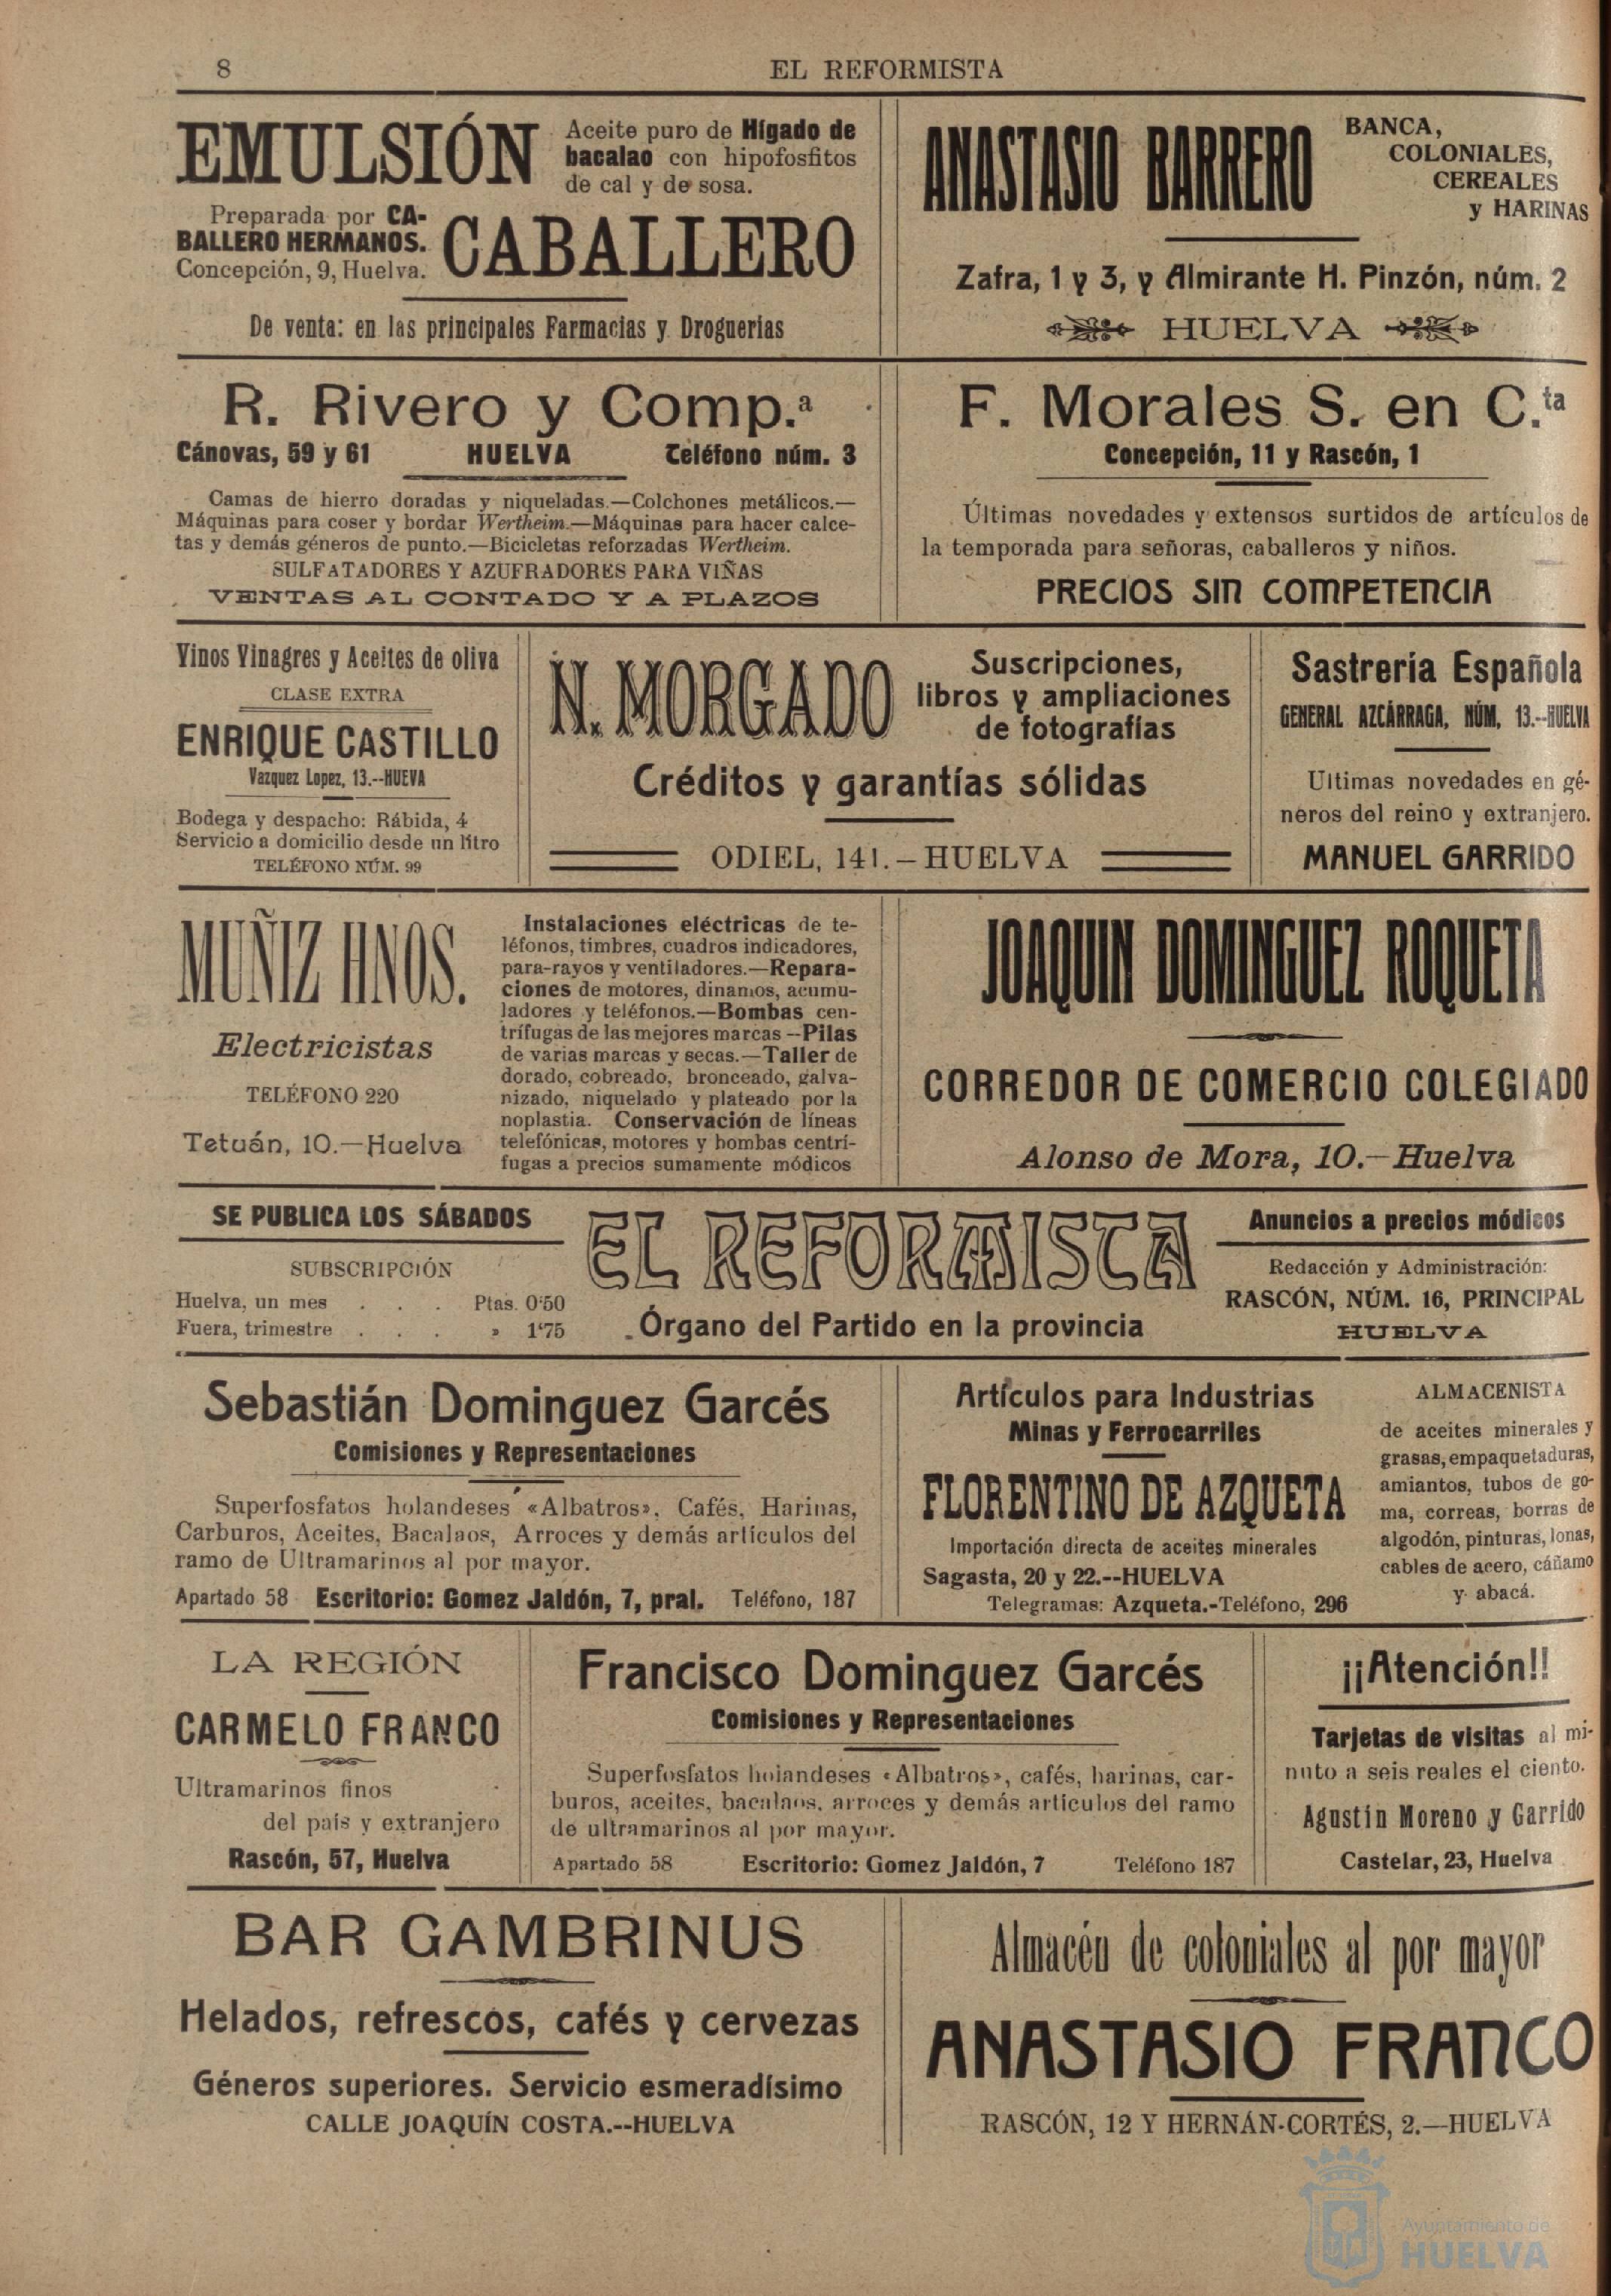 8
EL REFORMISTA
EMULSIÓN
Aceite puro de Hígado de
bacalao con hipofosfitos
de cal y de sosa.
Preparada por CA-
BALLERO HERMANOS.
Concepción, 9, Huelva.
CABALLERO
De venta: en las principales Farmacias y Droguerias
ANASTASIO BARRERO
BANCA,
COLONIALES,
CEREALES
y HARINAS
Zafra, 1 y 3, y Almirante H. Pinzón, núm. 2
HUELVA
R. Rivero y Comp.ª
Cánovas, 59 y 61 HUELVA Teléfono núm. 3
Camas de hierro doradas y niqueladas.—Colchones metálicos.—
Máquinas para coser y bordar Wertheim.—Máquinas para hacer calce-
tas y demás géneros de punto.—Bicicletas reforzadas Wertheim.
SULFATADORES Y AZUFRADORES PARA VIÑAS
VENTAS AL CONTADO Y A PLAZOS
F. Morales S. en C.ta
Concepción, 11 y Rascón, 1
Últimas novedades y extensos surtidos de artículos de
la temporada para señoras, caballeros y niños.
PRECIOS SIN COMPETENCIA
Vinos Vinagres y Aceites de oliva
CLASE EXTRA
ENRIQUE CASTILLO
Vazquez Lopez, 13.--HUEVA
Bodega y despacho: Rábida, 4
Servicio a domicilio desde un litro
TELÉFONO NÚM. 99
N. MORGADO
Suscripciones,
libros y ampliaciones
de fotografías
Créditos y garantías sólidas
ODIEL, 141.—HUELVA
Sastrería Española
GENERAL AZCÁRRAGA, NÚM, 13.--HUELVA
Ultimas novedades en gé-
neros del reino y extranjero.
MANUEL GARRIDO
MUÑIZ HNOS.
Electricistas
TELÉFONO 220
Tetuán, 10.—Huelva
Instalaciones eléctricas de te-
léfonos, timbres, cuadros indicadores,
para-rayos y ventiladores.—Repara-
ciones de motores, dinamos, acumu-
ladores y teléfonos.—Bombas cen-
trífugas de las mejores marcas—Pilas
de varias marcas y secas.—Taller de
dorado, cobreado, bronceado, galva-
nizado, niquelado y plateado por la
noplastia. Conservación de líneas
telefónicas, motores y bombas centrí-
fugas a precios sumamente módicos
JOAQUIN DOMINGUEZ ROQUETA
CORREDOR DE COMERCIO COLEGIADO
Alonso de Mora, 10.—Huelva
SE PUBLICA LOS SÁBADOS
SUBSCRIPCIÓN
Huelva, un mes . . . Ptas. 0'50
Fuera, trimestre . . . » 1'75
EL REFORMISTA
Órgano del Partido en la provincia
Anuncios a precios módicos
Redacción y Administración:
RASCÓN, NÚM. 16, PRINCIPAL
HUELVA
Sebastián Dominguez Garcés
Comisiones y Representaciones
Superfosfatos holandeses «Albatros», Cafés, Harinas,
Carburos, Aceites, Bacalaos, Arroces y demás artículos del
ramo de Ultramarinos al por mayor.
Apartado 58 Escritorio: Gomez Jaldón, 7, pral. Teléfono, 187
Artículos para Industrias
Minas y Ferrocarriles
FLORENTINO DE AZQUETA
Importación directa de aceites minerales
Sagasta, 20 y 22.--HUELVA
Telegramas: Azqueta.-Teléfono, 296
ALMACENISTA
de aceites minerales y
grasas, empaquetaduras,
amiantos, tubos de go-
ma, correas, borras de
algodón, pinturas, lonas,
cables de acero, cáñamo
y abacá.
LA REGIÓN
CARMELO FRANCO
Ultramarinos finos
del país y extranjero
Rascón, 57, Huelva
Francisco Dominguez Garcés
Comisiones y Representaciones
Superfosfatos holandeses «Albatros», cafés, harinas, car-
buros, aceites, bacalaos, arroces y demás artículos del ramo
de ultramarinos al por mayor.
Apartado 58 Escritorio: Gomez Jaldón, 7 Teléfono 187
¡¡Atención!!
Tarjetas de visitas al mi-
nuto a seis reales el ciento.
Agustín Moreno y Garrido
Castelar, 23, Huelva
BAR GAMBRINUS
Helados, refrescos, cafés y cervezas
Géneros superiores. Servicio esmeradísimo
CALLE JOAQUÍN COSTA.--HUELVA
Almacén de coloniales al por mayor
ANASTASIO FRANCO
RASCÓN, 12 Y HERNÁN-CORTÉS, 2.—HUELVA
Ayuntamiento de
HUELVA